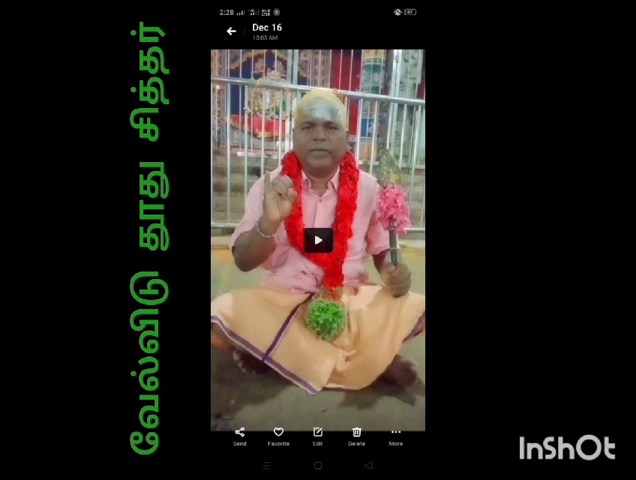 வேல்விடு தூது சித்தர்
2:28
Dec 16
10:03 AM
Send
Favorite
Edit
Delete
More
InShOt